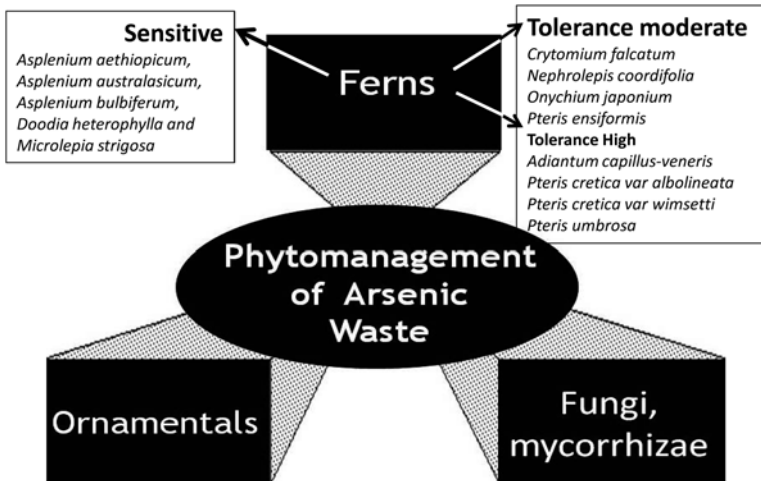 Sensitive
Asplenium aethiopicum,
Asplenium australasicum,
Asplenium bulbiferum,
Doodia heterophylla and
Microlepia strigosa
Ferns
Tolerance moderate
Crytomium falcatum
Nephrolepis coordifolia
Onychium japonium
Pteris ensiformis
Tolerance High
Adiantum capillus-veneris
Pteris cretica var albolineata
Pteris cretica var wimsetti
Pteris umbrosa
Phytomanagement
of Arsenic
Waste
Ornamentals
Fungi,
mycorrhizae